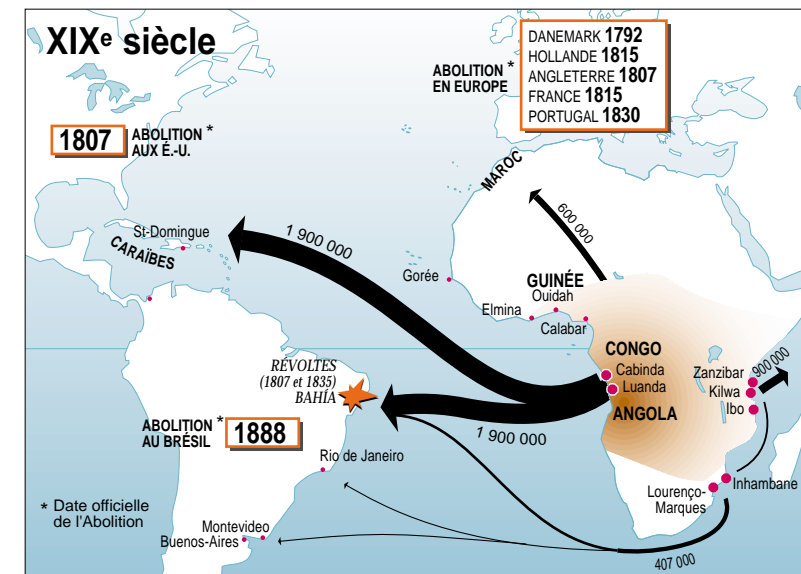 XIXe siècle
DANEMARK 1792
HOLLANDE 1815
ANGLETERRE 1807
FRANCE 1815
PORTUGAL 1830
ABOLITION *
EN EUROPE
1807
ABOLITION *
AUX É.-U.
MAROC
St-Domingue
CARAÏBES
1 900 000
600 000
Gorée
GUINÉE
Ouidah
Elmina
Calabar
CONGO
Cabinda
Luanda
ANGOLA
Zanzibar
Kilwa
Ibo
900 000
RÉVOLTES
(1807 et 1835)
BAHÍA
ABOLITION *
AU BRÉSIL
1888
1 900 000
Rio de Janeiro
Inhambane
Lourenço-
Marques
* Date officielle
de l'Abolition
Montevideo
Buenos-Aires
407 000